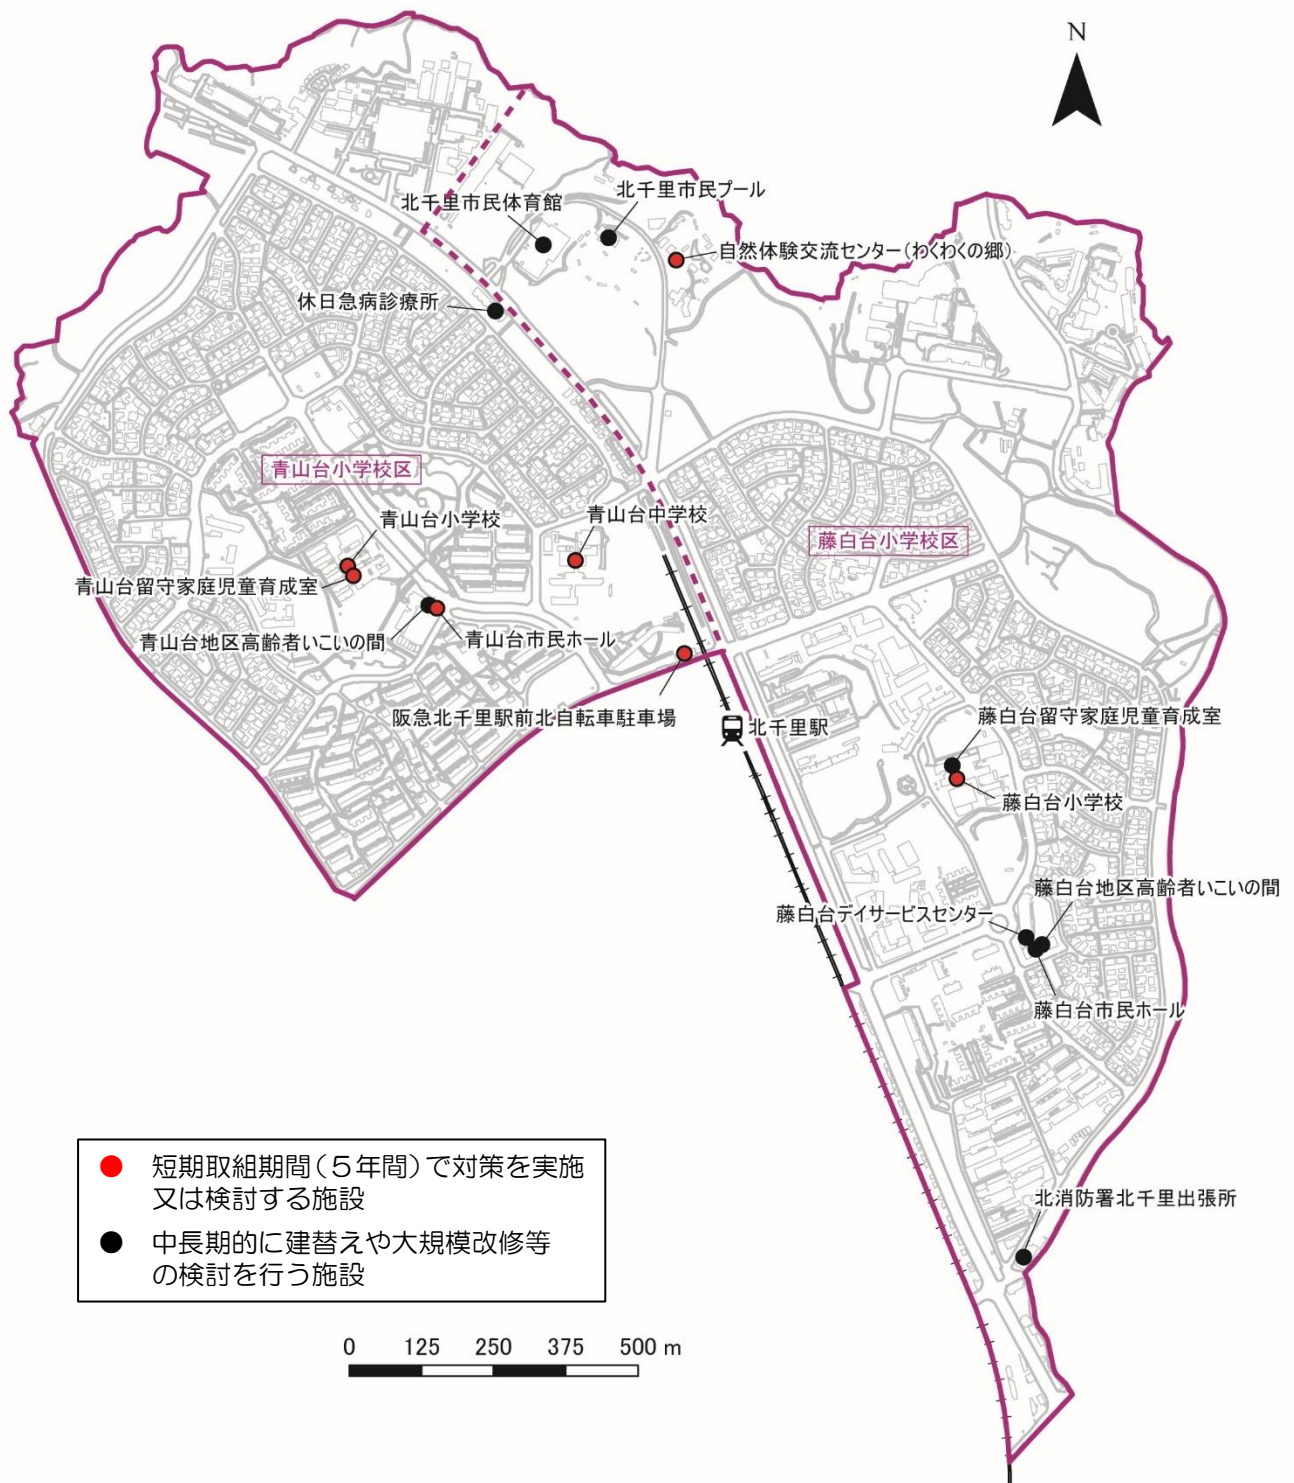 N
北千里市民プール
北千里市民体育館
自然体験交流センター(わくわくの郷)
休日急病診療所
青山台小学校区
青山台小学校
青山台中学校
藤白台小学校区
青山台留守家庭児童育成室
青山台地区高齢者いこいの間
青山台市民ホール
阪急北千里駅前北自転車駐車場
北千里駅
藤白台留守家庭児童育成室
藤白台小学校
藤白台地区高齢者いこいの間
藤白台デイサービスセンター
藤白台市民ホール
北消防署北千里出張所
短期取組期間(5年間)で対策を実施
又は検討する施設
中長期的に建替えや大規模改修等
の検討を行う施設
0 125 250 375 500 m